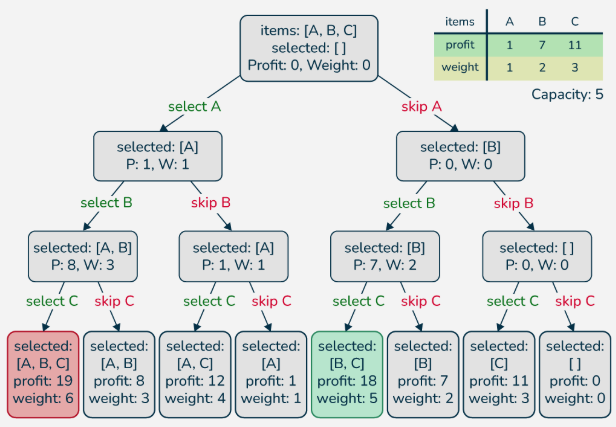 items: [A, B, C]
selected: [ ]
Profit: 0, Weight: 0
items A B C
profit 1 7 11
weight 1 2 3
Capacity: 5
select A
skip A
selected: [A]
P: 1, W: 1
selected: [B]
P: 0, W: 0
select B
skip B
select B
skip B
selected: [A, B]
P: 8, W: 3
selected: [A]
P: 1, W: 1
selected: [B]
P: 7, W: 2
selected: [ ]
P: 0, W: 0
select C
skip C
select C
skip C
select C
skip C
select C
skip C
selected:
[A, B, C]
profit: 19
weight: 6
selected:
[A, B]
profit: 8
weight: 3
selected:
[A, C]
profit: 12
weight: 4
selected:
[A]
profit: 1
weight: 1
selected:
[B, C]
profit: 18
weight: 5
selected:
[B]
profit: 7
weight: 2
selected:
[C]
profit: 11
weight: 3
selected:
[ ]
profit: 0
weight: 0